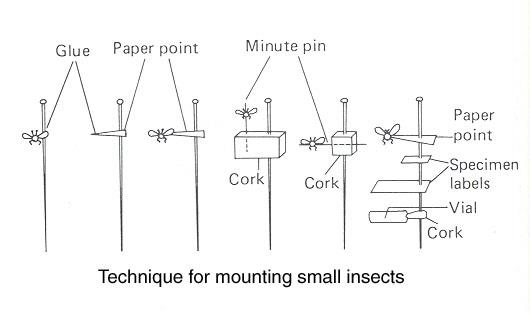 Glue
Paper point
Minute pin
Cork
Cork
Paper
point
Specimen
labels
Vial
Cork
Technique for mounting small insects